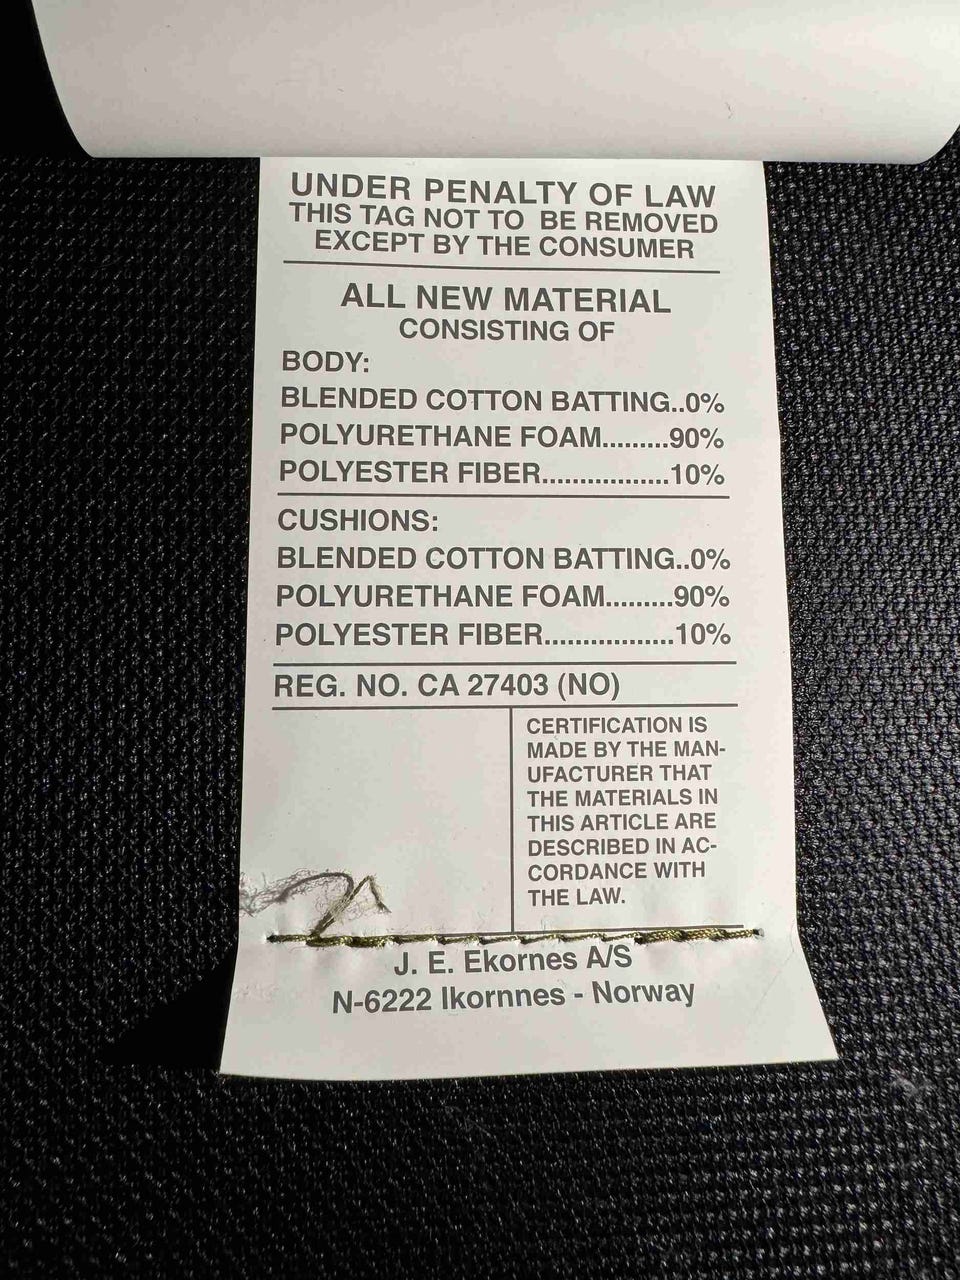 UNDER PENALTY OF LAW
THIS TAG NOT TO BE REMOVED
EXCEPT BY THE CONSUMER
ALL NEW MATERIAL
CONSISTING OF
BODY:
BLENDED COTTON BATTING..0%
POLYURETHANE FOAM.........90%
POLYESTER FIBER..................10%
CUSHIONS:
BLENDED COTTON BATTING..0%
POLYURETHANE FOAM.........90%
POLYESTER FIBER..................10%
REG. NO. CA 27403 (NO)
CERTIFICATION IS
MADE BY THE MAN-
UFACTURER THAT
THE MATERIALS IN
THIS ARTICLE ARE
DESCRIBED IN AC-
CORDANCE WITH
THE LAW.
J. E. Ekornes A/S
N-6222 Ikornnes - Norway